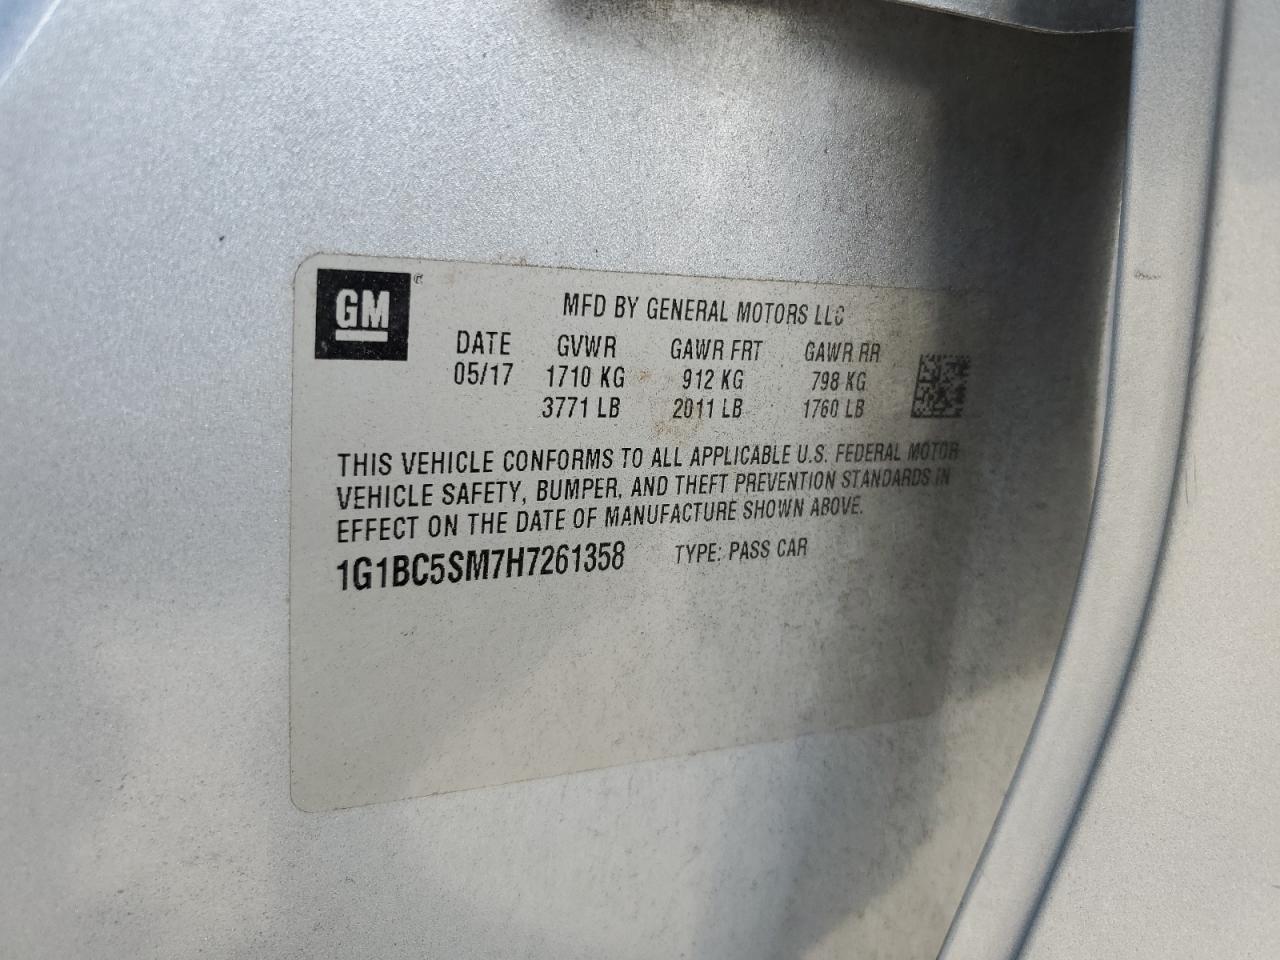 GM
MFD BY GENERAL MOTORS LLC
DATE GVWR GAWR FRT GAWR RR
05/17 1710 KG 912 KG 798 KG
3771 LB 2011 LB 1760 LB
THIS VEHICLE CONFORMS TO ALL APPLICABLE U.S. FEDERAL MOTOR
VEHICLE SAFETY, BUMPER, AND THEFT PREVENTION STANDARDS IN
EFFECT ON THE DATE OF MANUFACTURE SHOWN ABOVE.
1G1BC5SM7H7261358 TYPE: PASS CAR